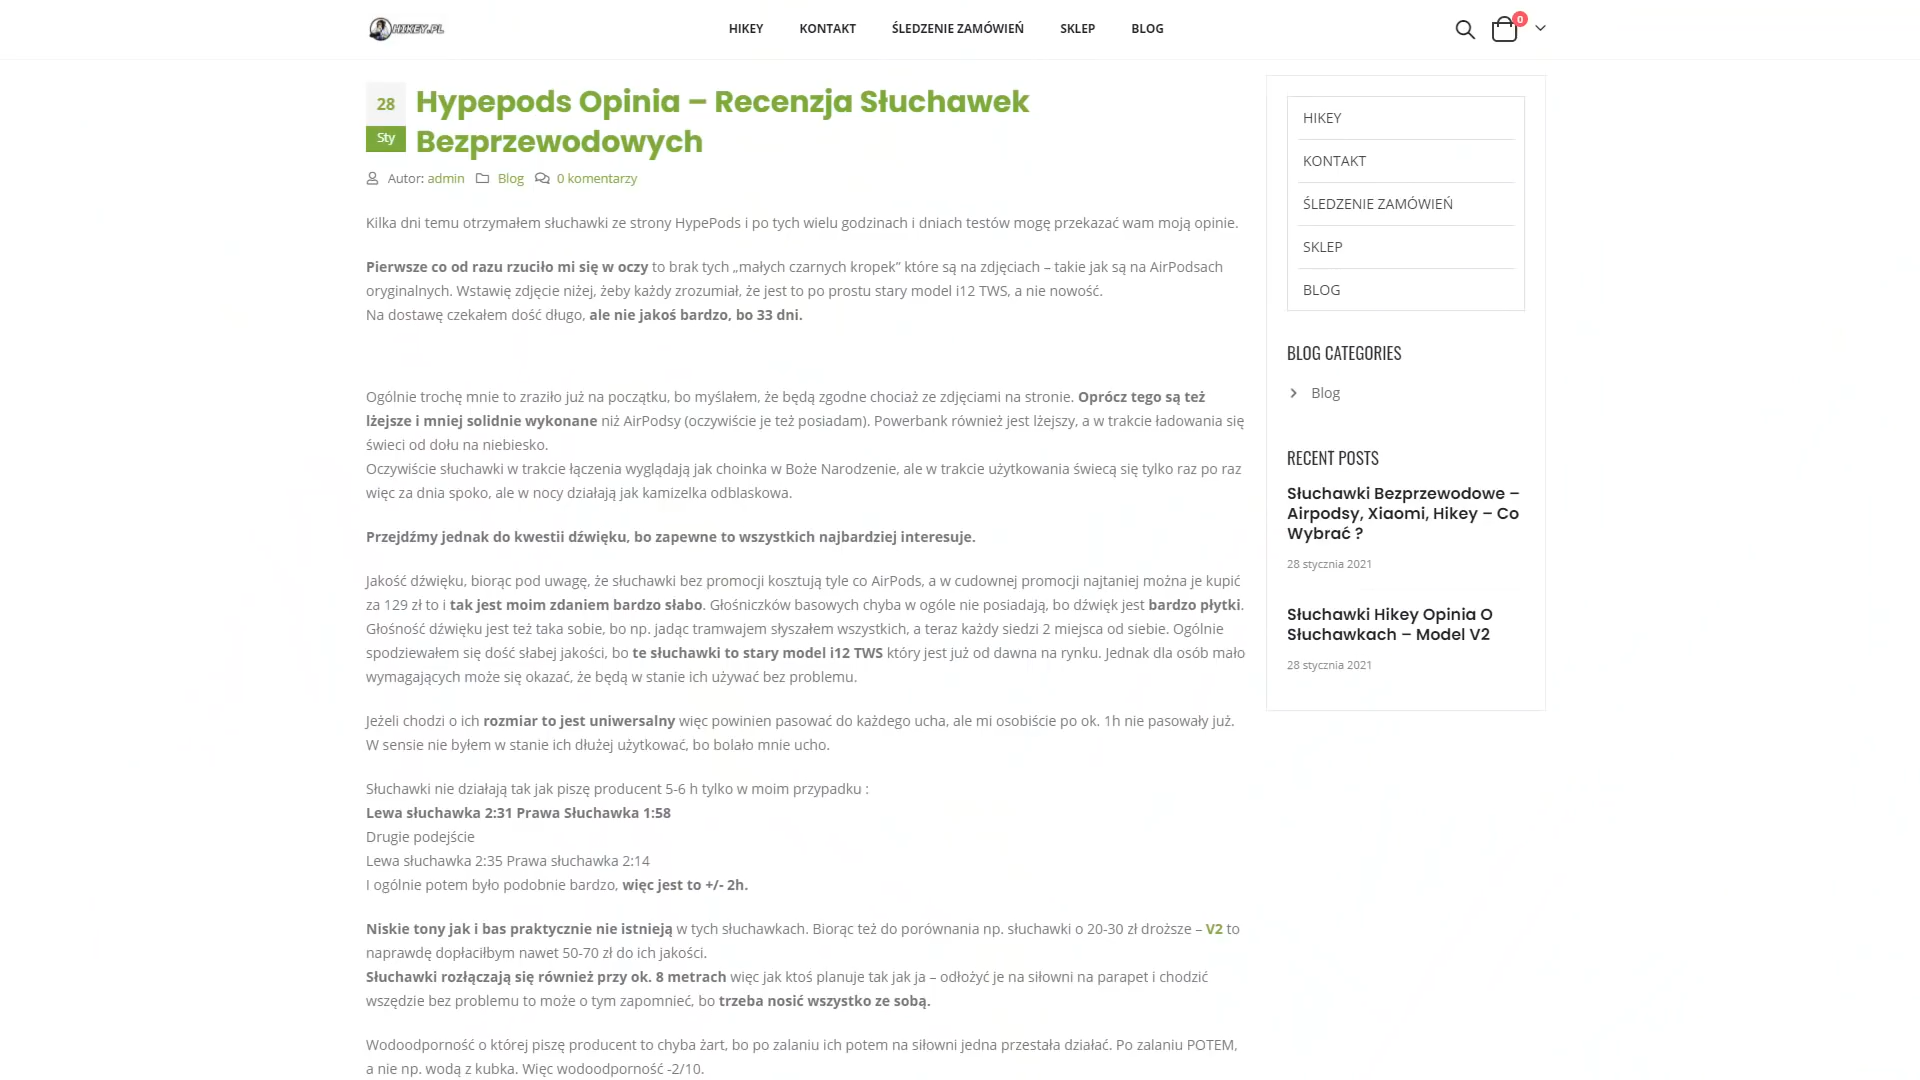 HIKEY.PL
HIKEY
KONTAKT
ŚLEDZENIE ZAMÓWIEŃ
SKLEP
BLOG
0
28
Sty
Hypepods Opinia – Recenzja Słuchawek
Bezprzewodowych
Autor: admin Blog 0 komentarzy
Kilka dni temu otrzymałem słuchawki ze strony HypePods i po tych wielu godzinach i dniach testów mogę przekazać wam moją opinie.
Pierwsze co od razu rzuciło mi się w oczy to brak tych „małych czarnych kropek" które są na zdjęciach – takie jak są na AirPodsach
oryginalnych. Wstawię zdjęcie niżej, żeby każdy zrozumiał, że jest to po prostu stary model i12 TWS, a nie nowość.
Na dostawę czekałem dość długo, ale nie jakoś bardzo, bo 33 dni.
Ogólnie trochę mnie to zraziło już na początku, bo myślałem, że będą zgodne chociaż ze zdjęciami na stronie. Oprócz tego są też
lżejsze i mniej solidnie wykonane niż AirPodsy (oczywiście je też posiadam). Powerbank również jest lżejszy, a w trakcie ładowania się
świeci od dołu na niebiesko.
Oczywiście słuchawki w trakcie łączenia wyglądają jak choinka w Boże Narodzenie, ale w trakcie użytkowania świecą się tylko raz po raz
więc za dnia spoko, ale w nocy działają jak kamizelka odblaskowa.
Przejdźmy jednak do kwestii dźwięku, bo zapewne to wszystkich najbardziej interesuje.
Jakość dźwięku, biorąc pod uwagę, że słuchawki bez promocji kosztują tyle co AirPods, a w cudownej promocji najtaniej można je kupić
za 129 zł to i tak jest moim zdaniem bardzo słabo. Głośniczków basowych chyba w ogóle nie posiadają, bo dźwięk jest bardzo płytki.
Głośność dźwięku jest też taka sobie, bo np. jadąc tramwajem słyszałem wszystkich, a teraz każdy siedzi 2 miejsca od siebie. Ogólnie
spodziewałem się dość słabej jakości, bo te słuchawki to stary model i12 TWS który jest już od dawna na rynku. Jednak dla osób mało
wymagających może się okazać, że będą w stanie ich używać bez problemu.
Jeżeli chodzi o ich rozmiar to jest uniwersalny więc powinien pasować do każdego ucha, ale mi osobiście po ok. 1h nie pasowały już.
W sensie nie byłem w stanie ich dłużej użytkować, bo bolało mnie ucho.
Słuchawki nie działają tak jak piszę producent 5-6 h tylko w moim przypadku :
Lewa słuchawka 2:31 Prawa Słuchawka 1:58
Drugie podejście
Lewa słuchawka 2:35 Prawa słuchawka 2:14
I ogólnie potem było podobnie bardzo, więc jest to +/- 2h.
Niskie tony jak i bas praktycznie nie istnieją w tych słuchawkach. Biorąc też do porównania np. słuchawki o 20-30 zł droższe – V2 to
naprawdę dopłaciłbym nawet 50-70 zł do ich jakości.
Słuchawki rozłączają się również przy ok. 8 metrach więc jak ktoś planuje tak jak ja – odłożyć je na siłowni na parapet i chodzić
wszędzie bez problemu to może o tym zapomnieć, bo trzeba nosić wszystko ze sobą.
Wodoodporność o której piszę producent to chyba żart, bo po zalaniu ich potem na siłowni jedna przestała działać. Po zalaniu POTEM,
a nie np. wodą z kubka. Więc wodoodporność -2/10.
HIKEY
KONTAKT
ŚLEDZENIE ZAMÓWIEŃ
SKLEP
BLOG
BLOG CATEGORIES
Blog
RECENT POSTS
Słuchawki Bezprzewodowe –
Airpodsy, Xiaomi, Hikey – Co
Wybrać ?
28 stycznia 2021
Słuchawki Hikey Opinia O
Słuchawkach – Model V2
28 stycznia 2021